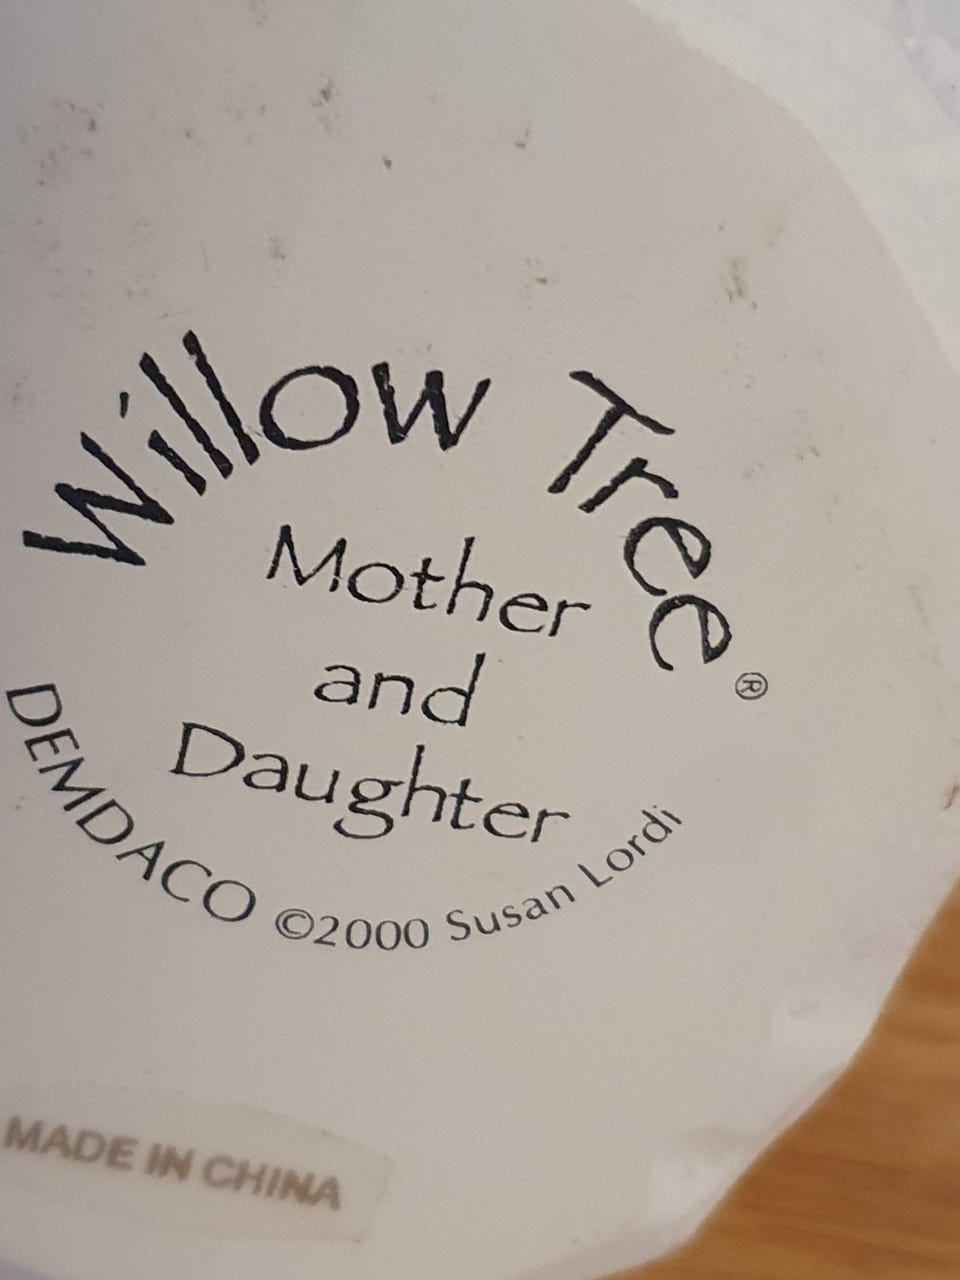 Willow Tree®
Mother
and
Daughter
DEMDACO ©2000 Susan Lordi
MADE IN CHINA